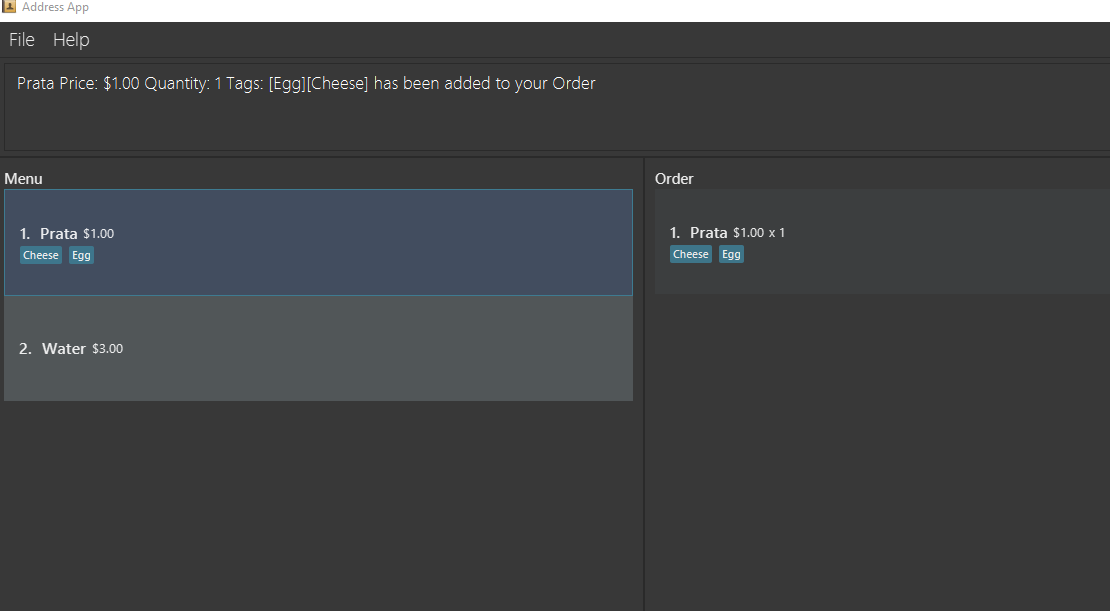 Address App
File Help
Prata Price: $1.00 Quantity: 1 Tags: [Egg][Cheese] has been added to your Order
Menu
1. Prata $1.00
Cheese Egg
2. Water $3.00
Order
1. Prata $1.00 x 1
Cheese Egg